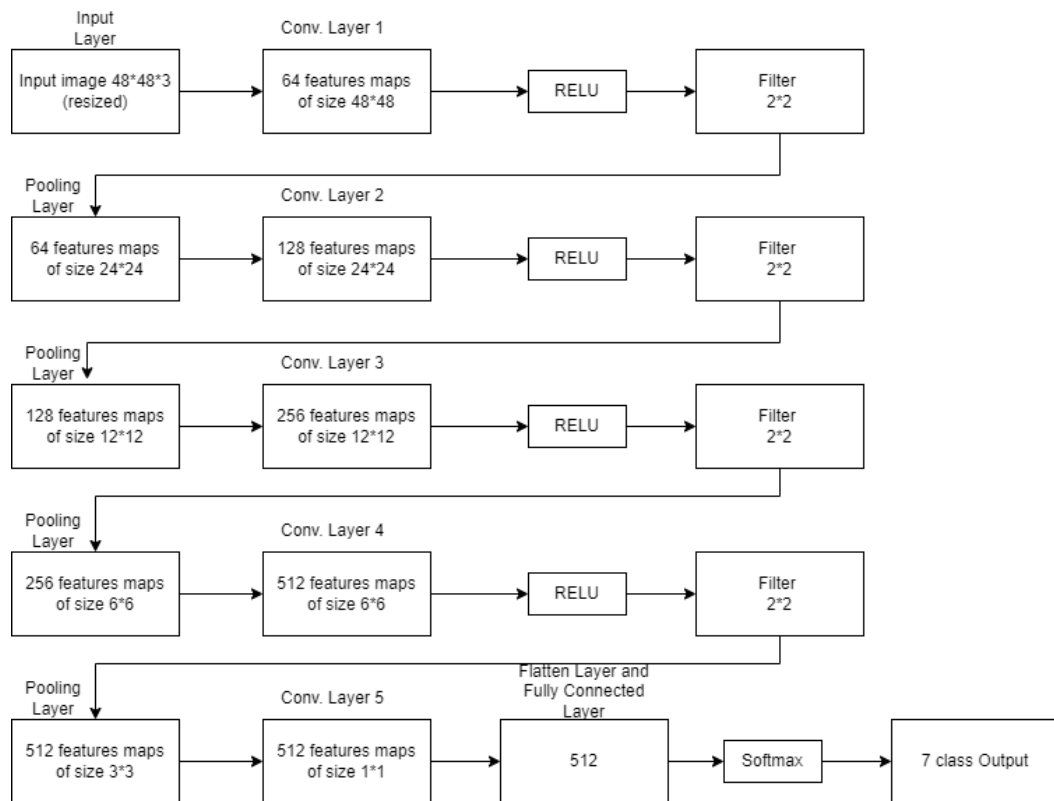 Input
Layer
Conv. Layer 1
Input image 48*48*3
(resized)
64 features maps
of size 48*48
RELU
Filter
2*2
Pooling
Layer
Conv. Layer 2
64 features maps
of size 24*24
128 features maps
of size 24*24
RELU
Filter
2*2
Pooling
Layer
Conv. Layer 3
128 features maps
of size 12*12
256 features maps
of size 12*12
RELU
Filter
2*2
Pooling
Layer
Conv. Layer 4
256 features maps
of size 6*6
512 features maps
of size 6*6
RELU
Filter
2*2
Pooling
Layer
Conv. Layer 5
Flatten Layer and
Fully Connected
Layer
512 features maps
of size 3*3
512 features maps
of size 1*1
512
Softmax
7 class Output